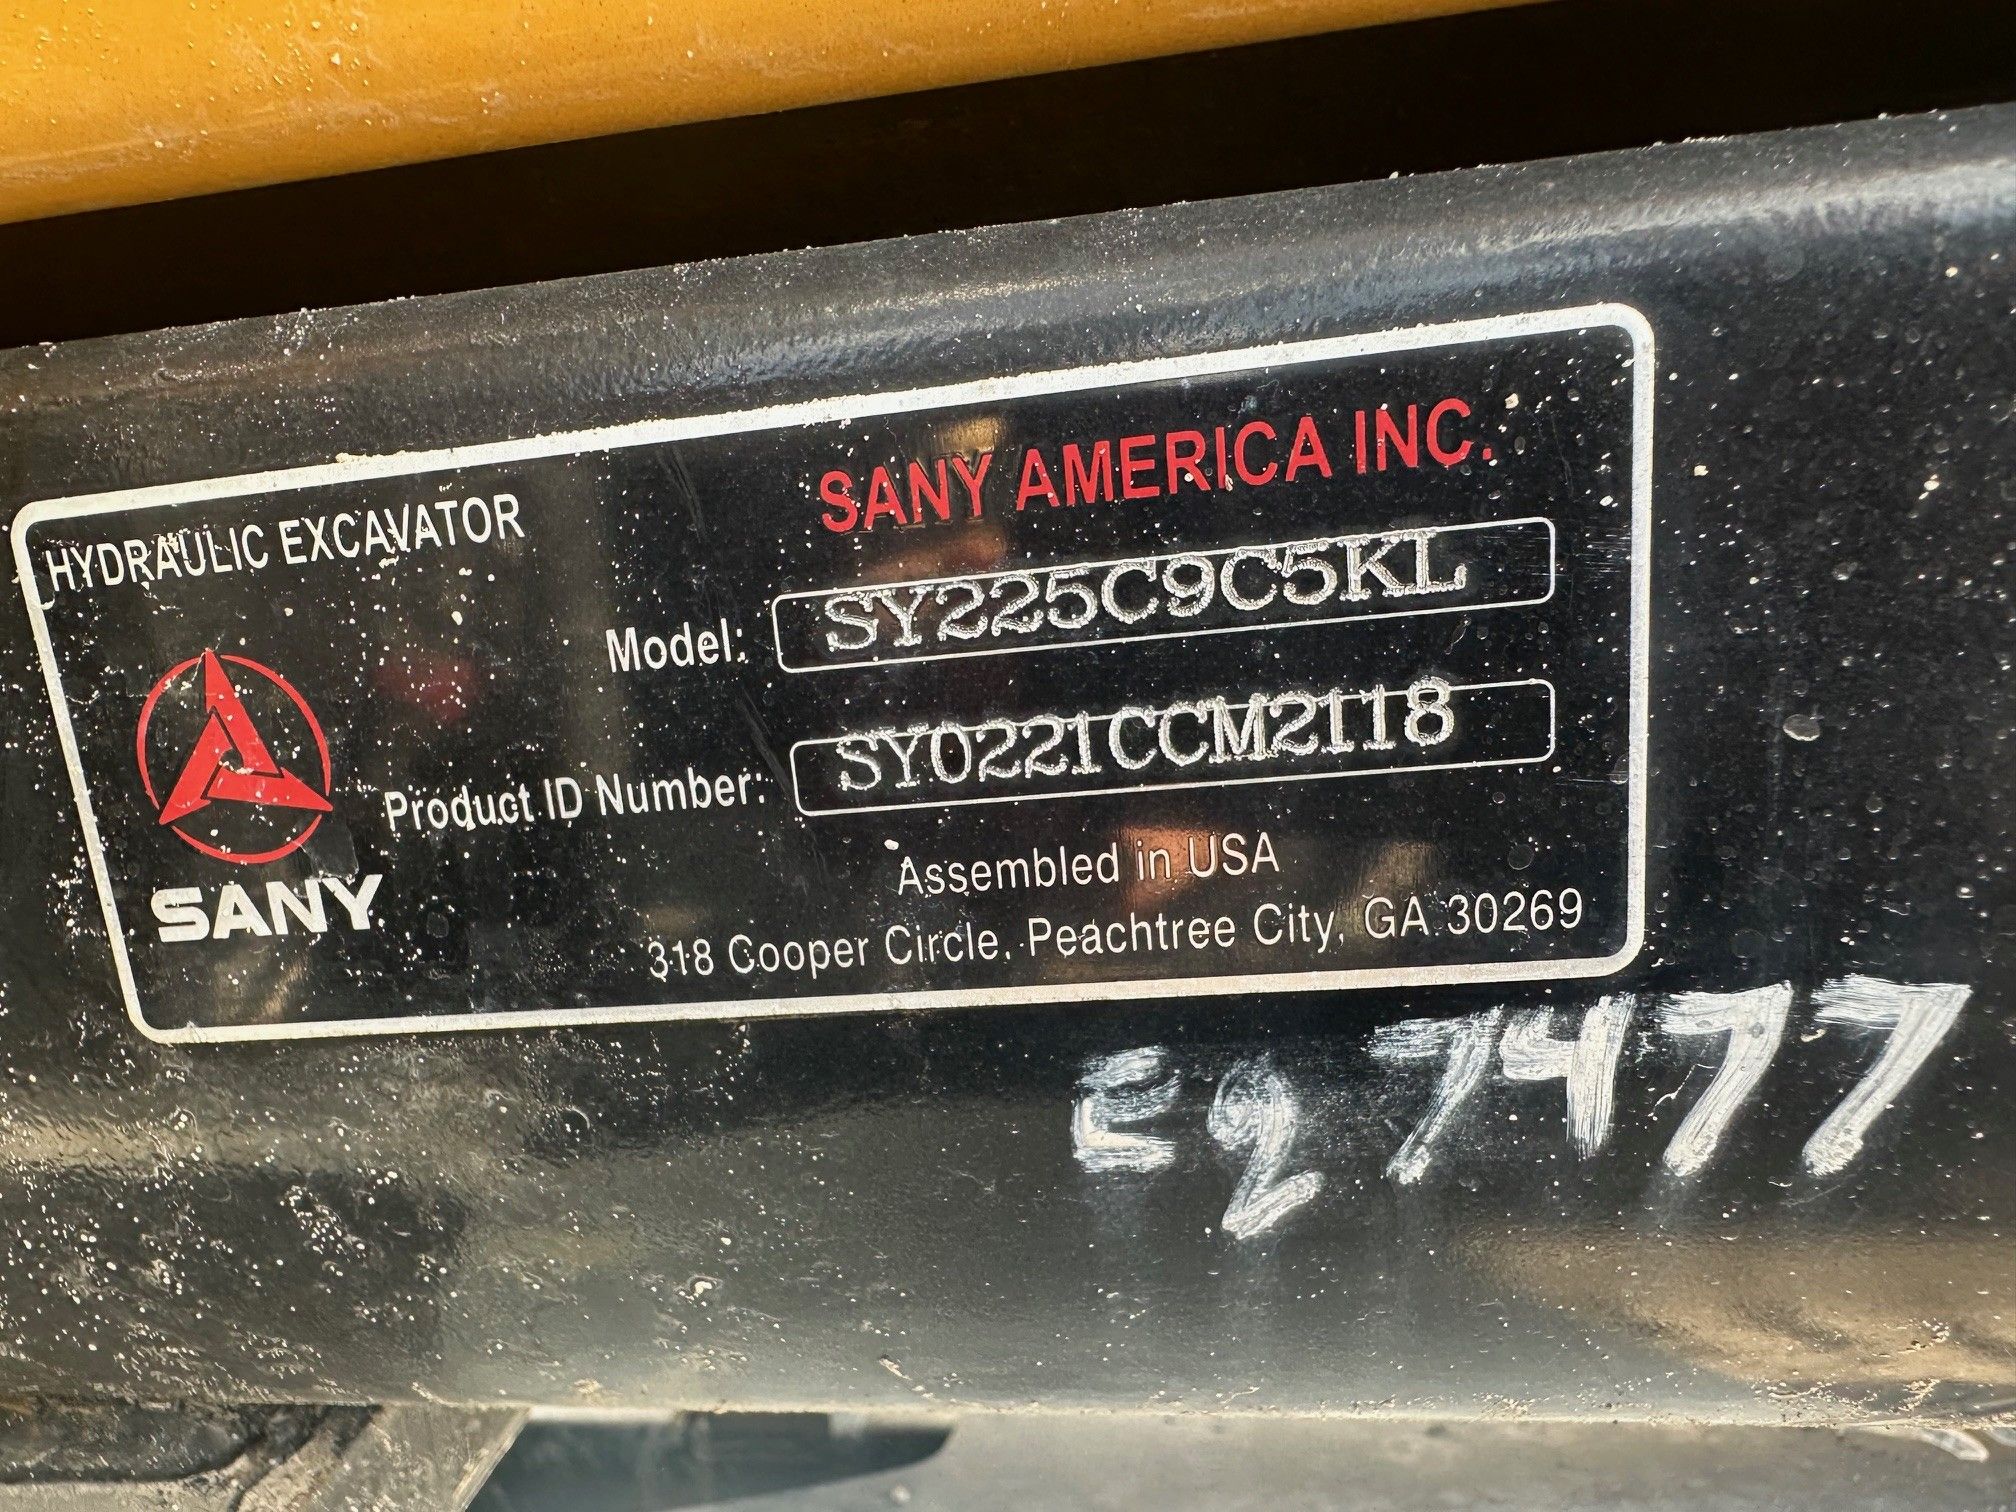 SANY AMERICA INC.
HYDRAULIC EXCAVATOR
Model: SY225C9C5KL
Product ID Number: SY0221CCM2118
SANY
Assembled in USA
318 Cooper Circle, Peachtree City, GA 30269
E27477